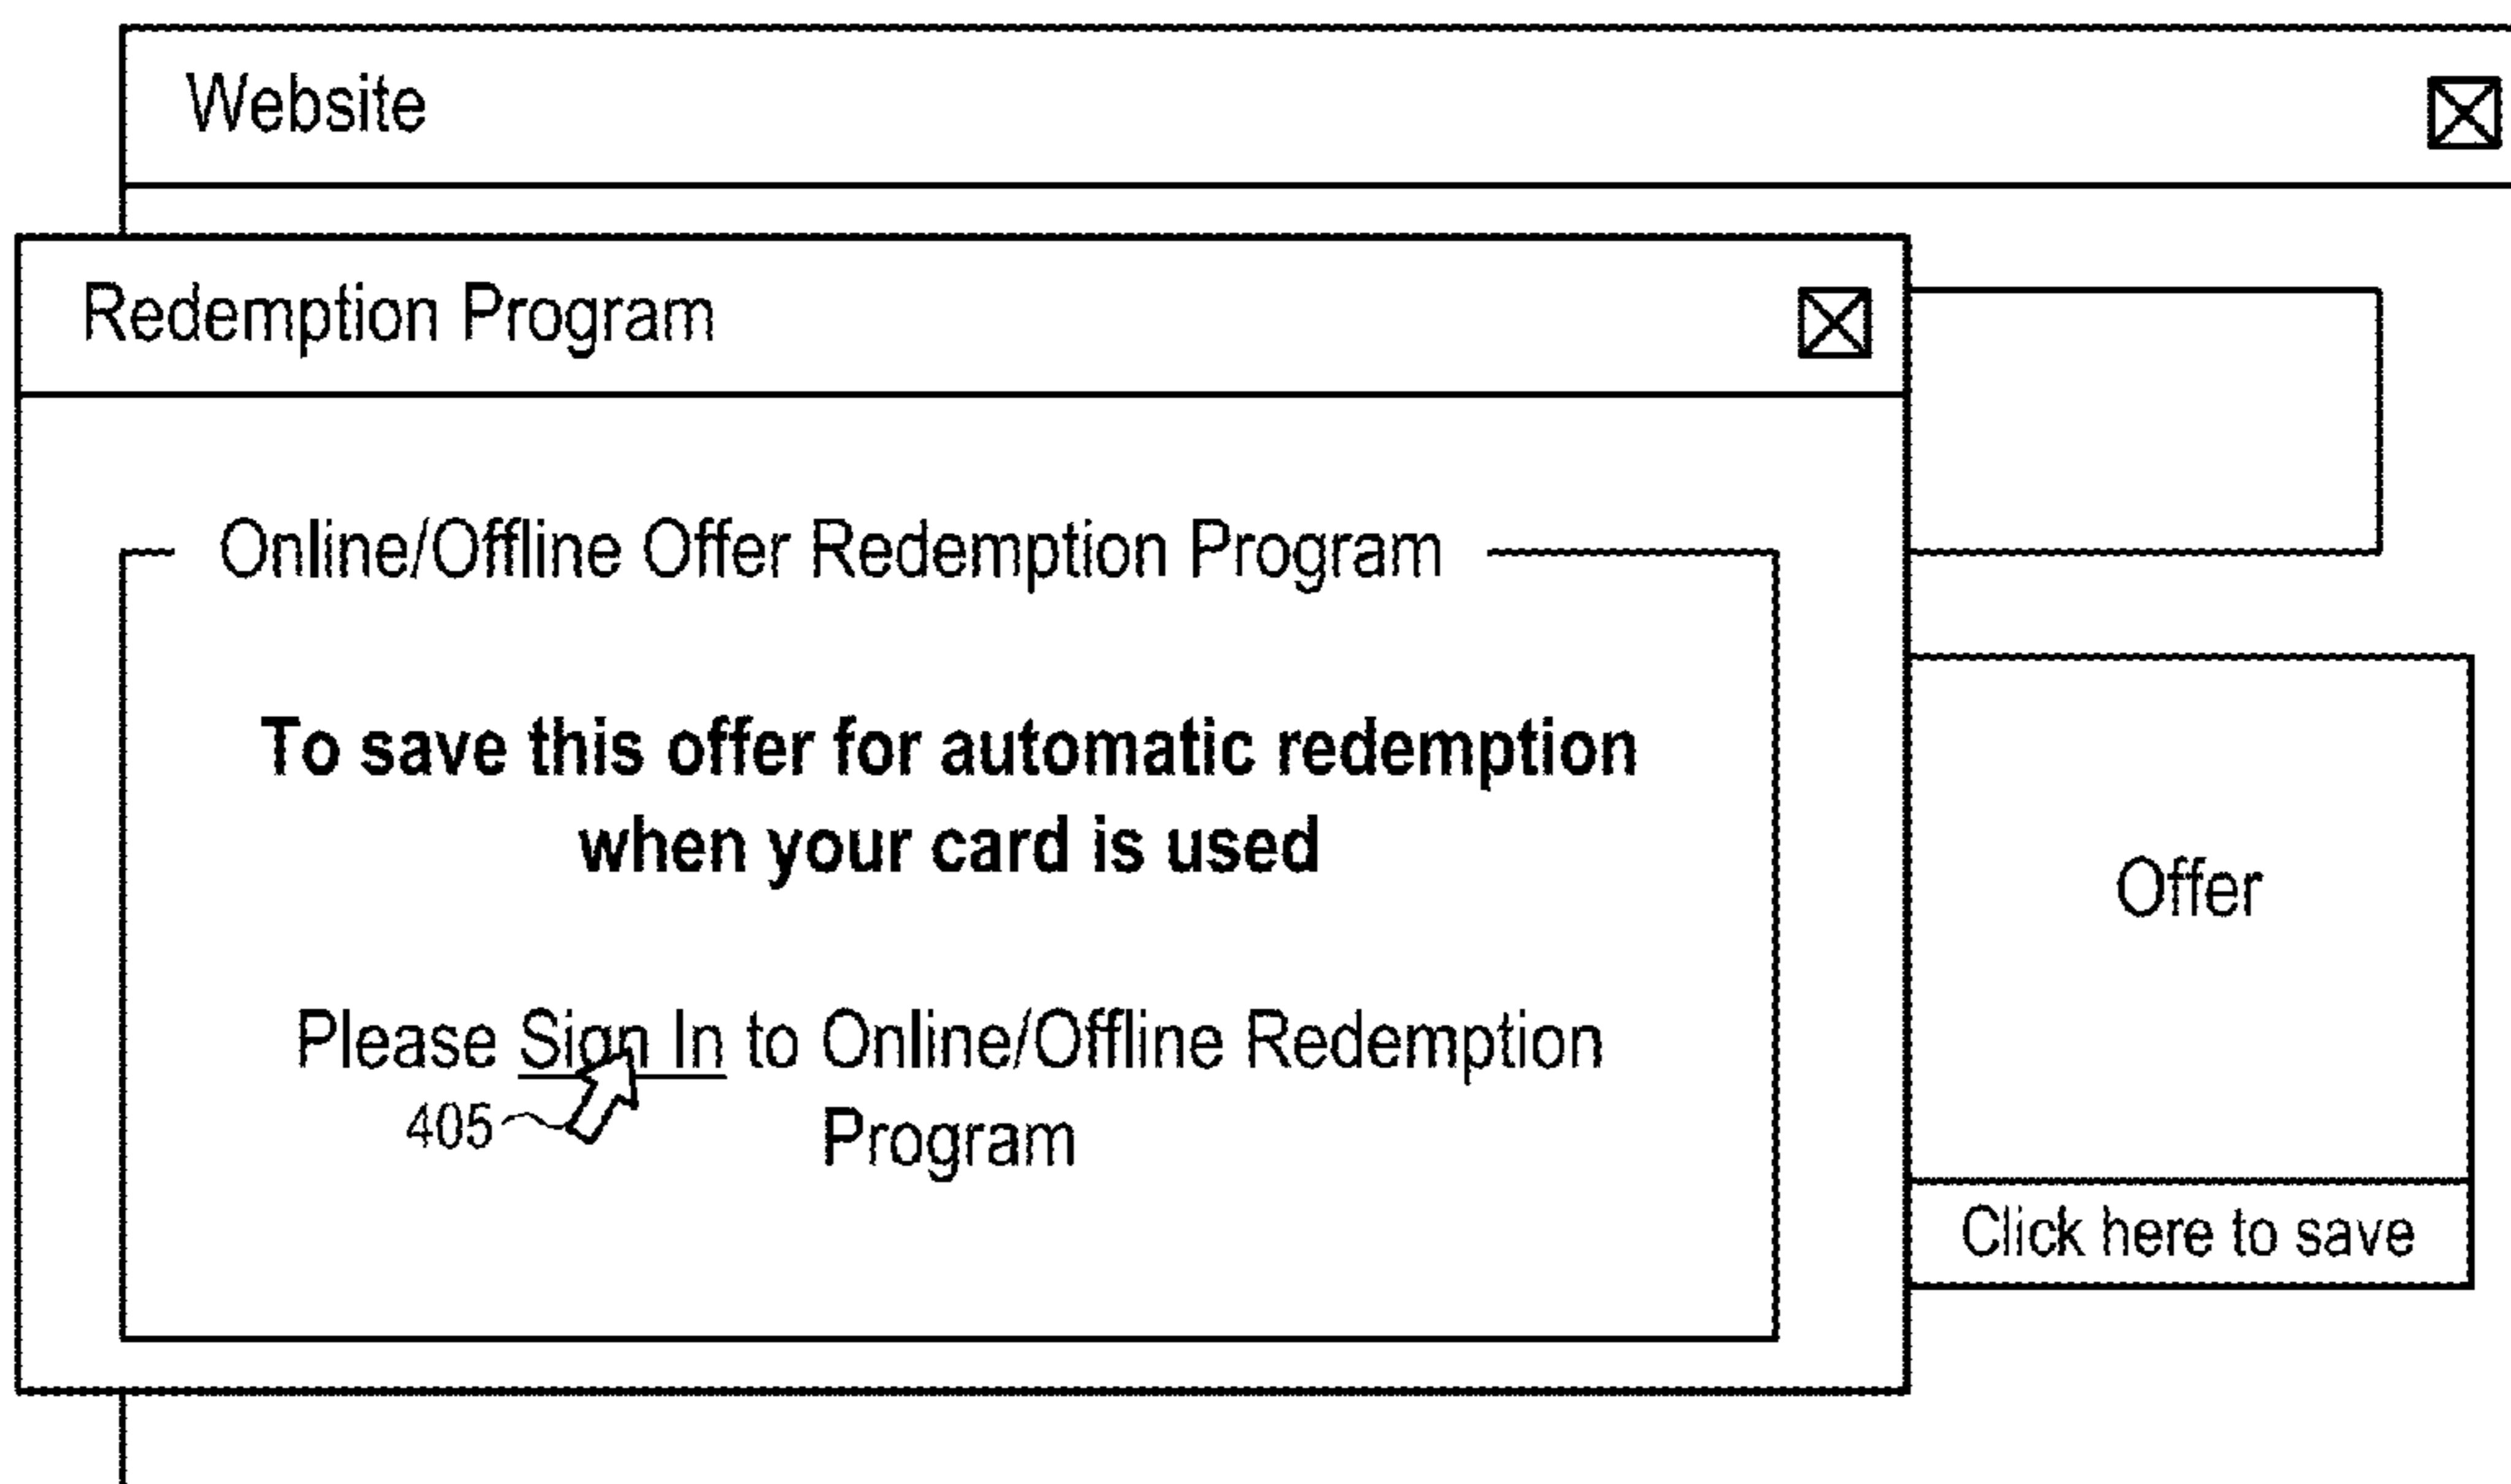 Website
Redemption Program
Online/Offline Offer Redemption Program
To save this offer for automatic redemption
when your card is used
Please Sign In to Online/Offline Redemption
405
Program
Offer
Click here to save